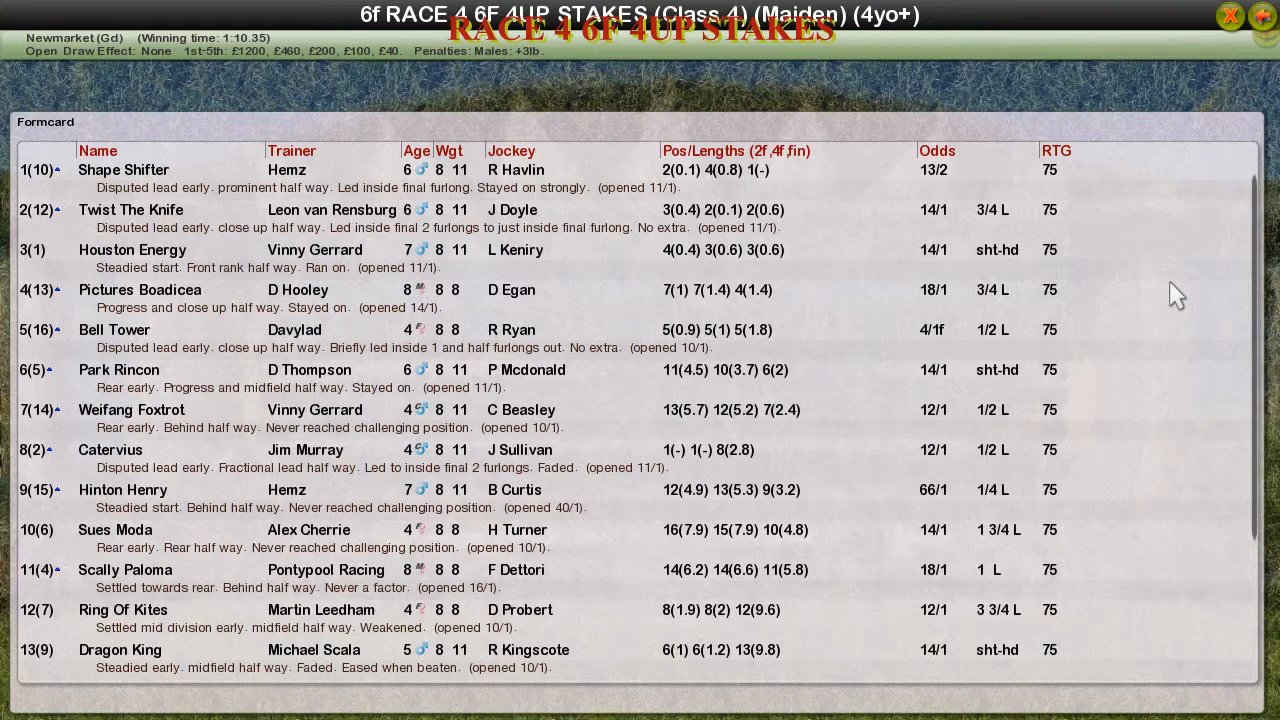 6f RACE 4 6F 4UP STAKES (Class 4) (Maiden) (4yo+)
RACE 4 6F 4UP STAKES
Newmarket (Gd) (Winning time: 1:10.35)
Open Draw Effect: None 1st-5th: £1200, £460, £200, £100, £40. Penalties: Males: +3lb.
Formcard
Name Trainer Age Wgt Jockey Pos/Lengths (2f,4f,fin) Odds RTG
1(10) Shape Shifter Hemz 6 8 11 R Havlin 2(0.1) 4(0.8) 1(-) 13/2 75
Disputed lead early. prominent half way. Led inside final furlong. Stayed on strongly. (opened 11/1).
2(12) Twist The Knife Leon van Rensburg 6 8 11 J Doyle 3(0.4) 2(0.1) 2(0.6) 14/1 3/4 L 75
Disputed lead early. close up half way. Led inside final 2 furlongs to just inside final furlong. No extra. (opened 11/1).
3(1) Houston Energy Vinny Gerrard 7 8 11 L Keniry 4(0.4) 3(0.6) 3(0.6) 14/1 sht-hd 75
Steadied start. Front rank half way. Ran on. (opened 11/1).
4(13) Pictures Boadicea D Hooley 8 8 8 D Egan 7(1) 7(1.4) 4(1.4) 18/1 3/4 L 75
Progress and close up half way. Stayed on. (opened 14/1).
5(16) Bell Tower Davylad 4 8 8 R Ryan 5(0.9) 5(1) 5(1.8) 4/1f 1/2 L 75
Disputed lead early. close up half way. Briefly led inside 1 and half furlongs out. No extra. (opened 10/1).
6(5) Park Rincon D Thompson 6 8 11 P Mcdonald 11(4.5) 10(3.7) 6(2) 14/1 sht-hd 75
Rear early. Progress and midfield half way. Stayed on. (opened 11/1).
7(14) Weifang Foxtrot Vinny Gerrard 4 8 11 C Beasley 13(5.7) 12(5.2) 7(2.4) 12/1 1/2 L 75
Rear early. Behind half way. Never reached challenging position. (opened 10/1).
8(2) Catervius Jim Murray 4 8 11 J Sullivan 1(-) 1(-) 8(2.8) 12/1 1/2 L 75
Disputed lead early. Fractional lead half way. Led to inside final 2 furlongs. Faded. (opened 11/1).
9(15) Hinton Henry Hemz 7 8 11 B Curtis 12(4.9) 13(5.3) 9(3.2) 66/1 1/4 L 75
Steadied start. Behind half way. Never reached challenging position. (opened 40/1).
10(6) Sues Moda Alex Cherrie 4 8 8 H Turner 16(7.9) 15(7.9) 10(4.8) 14/1 1 3/4 L 75
Rear early. Rear half way. Never reached challenging position. (opened 10/1).
11(4) Scally Paloma Pontypool Racing 8 8 8 F Dettori 14(6.2) 14(6.6) 11(5.8) 18/1 1 L 75
Settled towards rear. Behind half way. Never a factor. (opened 16/1).
12(7) Ring Of Kites Martin Leedham 4 8 8 D Probert 8(1.9) 8(2) 12(9.6) 12/1 3 3/4 L 75
Settled mid division early. midfield half way. Weakened. (opened 10/1).
13(9) Dragon King Michael Scala 5 8 11 R Kingscote 6(1) 6(1.2) 13(9.8) 14/1 sht-hd 75
Steadied early. midfield half way. Faded. Eased when beaten. (opened 10/1).